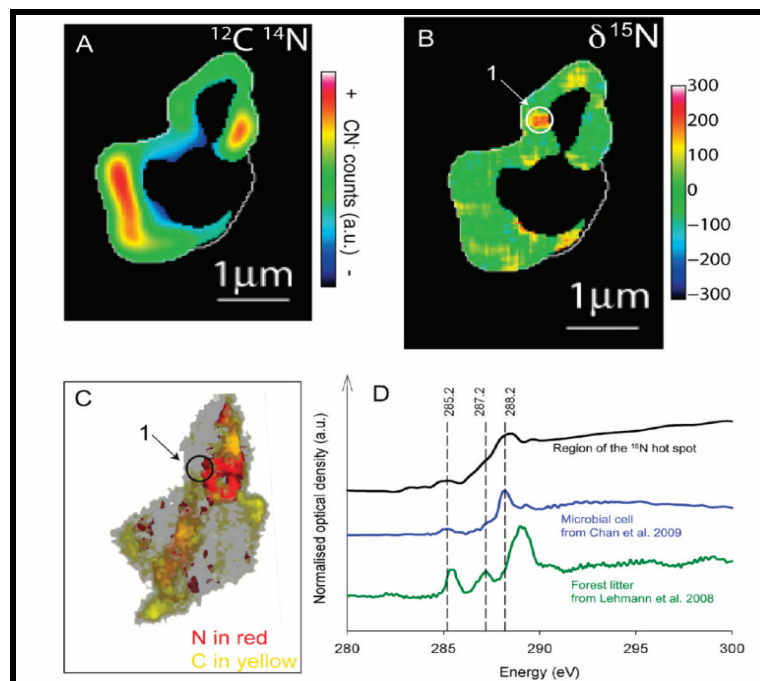 A
¹²C ¹⁴N
+ CN⁻ counts (a.u.) -
1µm
B
δ¹⁵N
1
300
200
100
0
−100
−200
−300
1µm
C
1
N in red
C in yellow
D
285.2
287.2
288.2
Normalised optical density (a.u.)
Region of the ¹⁵N hot spot
Microbial cell
from Chan et al. 2009
Forest litter
from Lehmann et al. 2008
280 285 290 295 300
Energy (eV)